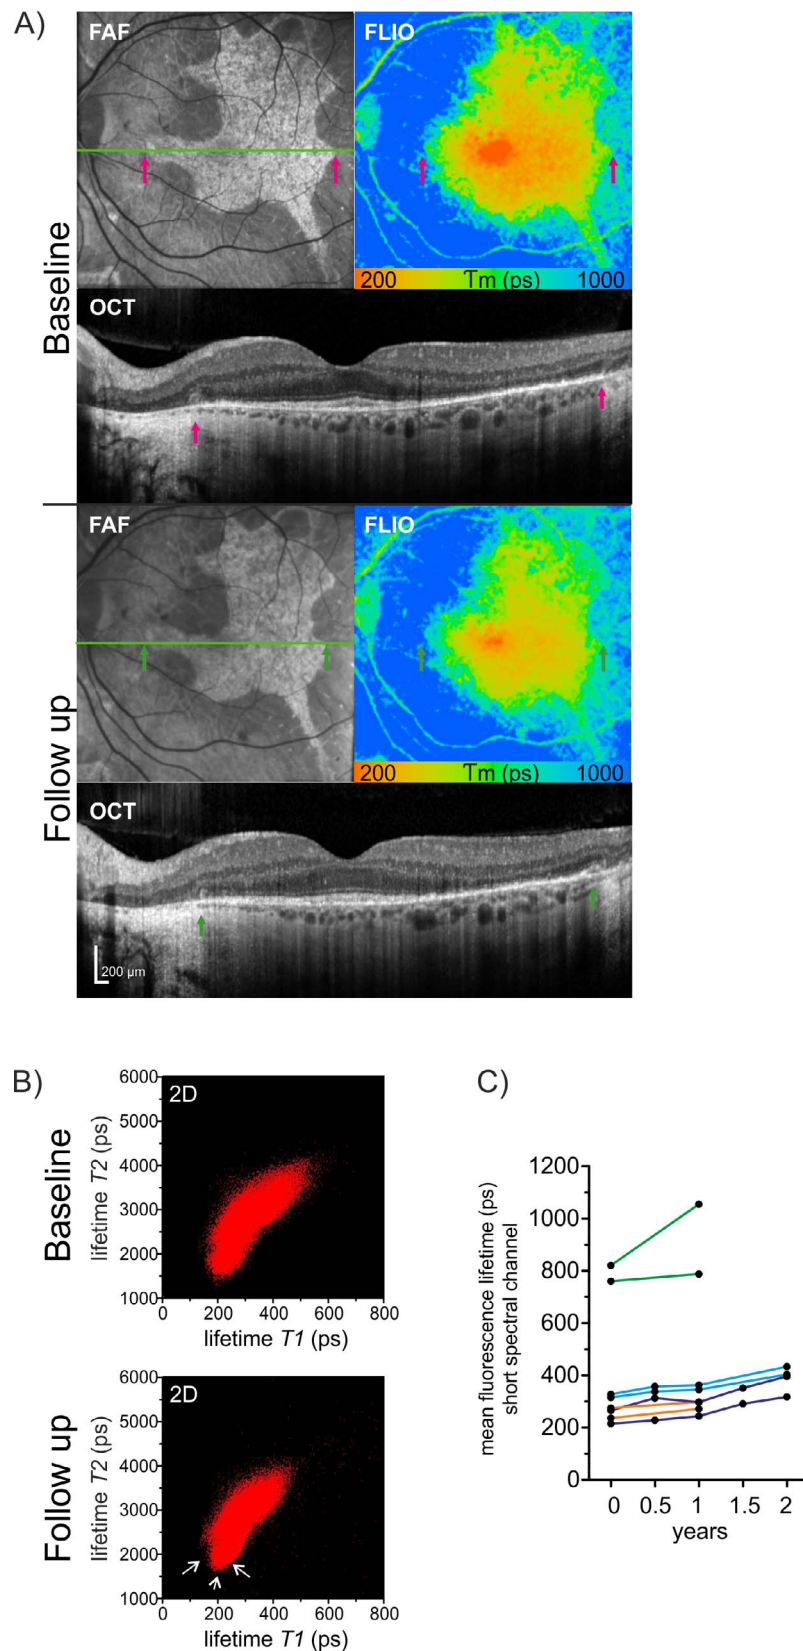 A)
FAF
FLIO
Baseline
200 Tm (ps) 1000
OCT
FAF
FLIO
Follow up
200 Tm (ps) 1000
OCT
200 µm
B)
C)
Baseline
2D
6000
5000
4000
3000
2000
1000
lifetime T2 (ps)
0 200 400 600 800
lifetime T1 (ps)
Follow up
2D
6000
5000
4000
3000
2000
1000
lifetime T2 (ps)
0 200 400 600 800
lifetime T1 (ps)
mean fluorescence lifetime (ps)
short spectral channel
1200
1000
800
600
400
200
0
0 0.5 1 1.5 2
years